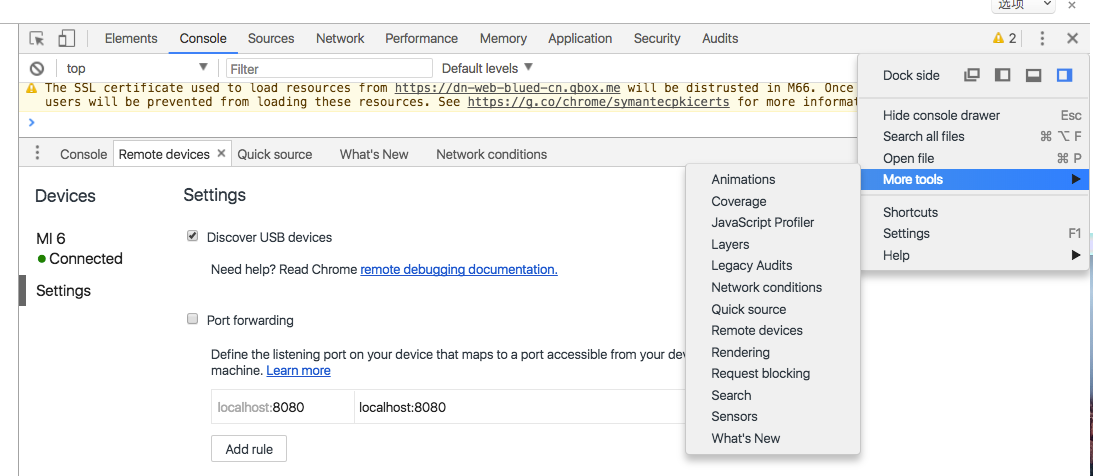 选项
Elements Console Sources Network Performance Memory Application Security Audits 2
top Filter Default levels
The SSL certificate used to load resources from https://dn-web-blued-cn.qbox.me will be distrusted in M66. Once
users will be prevented from loading these resources. See https://g.co/chrome/symantecpkicerts for more informat
Console Remote devices Quick source What's New Network conditions
Devices
MI 6
Connected
Settings
Settings
Discover USB devices
Need help? Read Chrome remote debugging documentation.
Port forwarding
Define the listening port on your device that maps to a port accessible from your dev
machine. Learn more
localhost:8080 localhost:8080
Add rule
Dock side
Hide console drawer Esc
Search all files ⌘ ⌥ F
Open file ⌘ P
More tools
Shortcuts
Settings F1
Help
Animations
Coverage
JavaScript Profiler
Layers
Legacy Audits
Network conditions
Quick source
Remote devices
Rendering
Request blocking
Search
Sensors
What's New